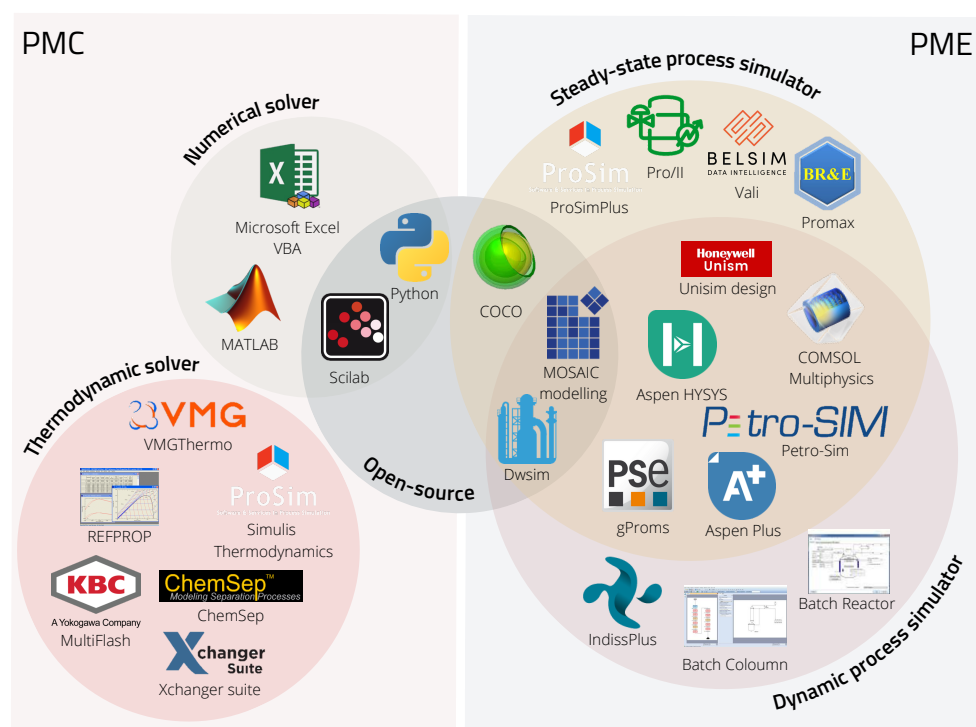 PMC
PME
Numerical solver
Steady-state process simulator
Microsoft Excel
VBA
Python
MATLAB
Scilab
ProSim
ProSimPlus
Pro/II
BELSIM
DATA INTELLIGENCE
Vali
BR&E
Promax
COCO
Honeywell
Unism
Unisim design
MOSAIC
modelling
Aspen HYSYS
COMSOL
Multiphysics
Thermodynamic solver
VMG
VMGThermo
Open-source
Dwsim
Petro-SIM
Petro-Sim
PSe
gProms
A+
Aspen Plus
REFPROP
ProSim
Simulis
Thermodynamics
KBC
A Yokogawa Company
MultiFlash
ChemSep™
Modeling Separation Processes
ChemSep
Xchanger
Suite
Xchanger suite
IndissPlus
Batch Coloumn
Batch Reactor
Dynamic process simulator